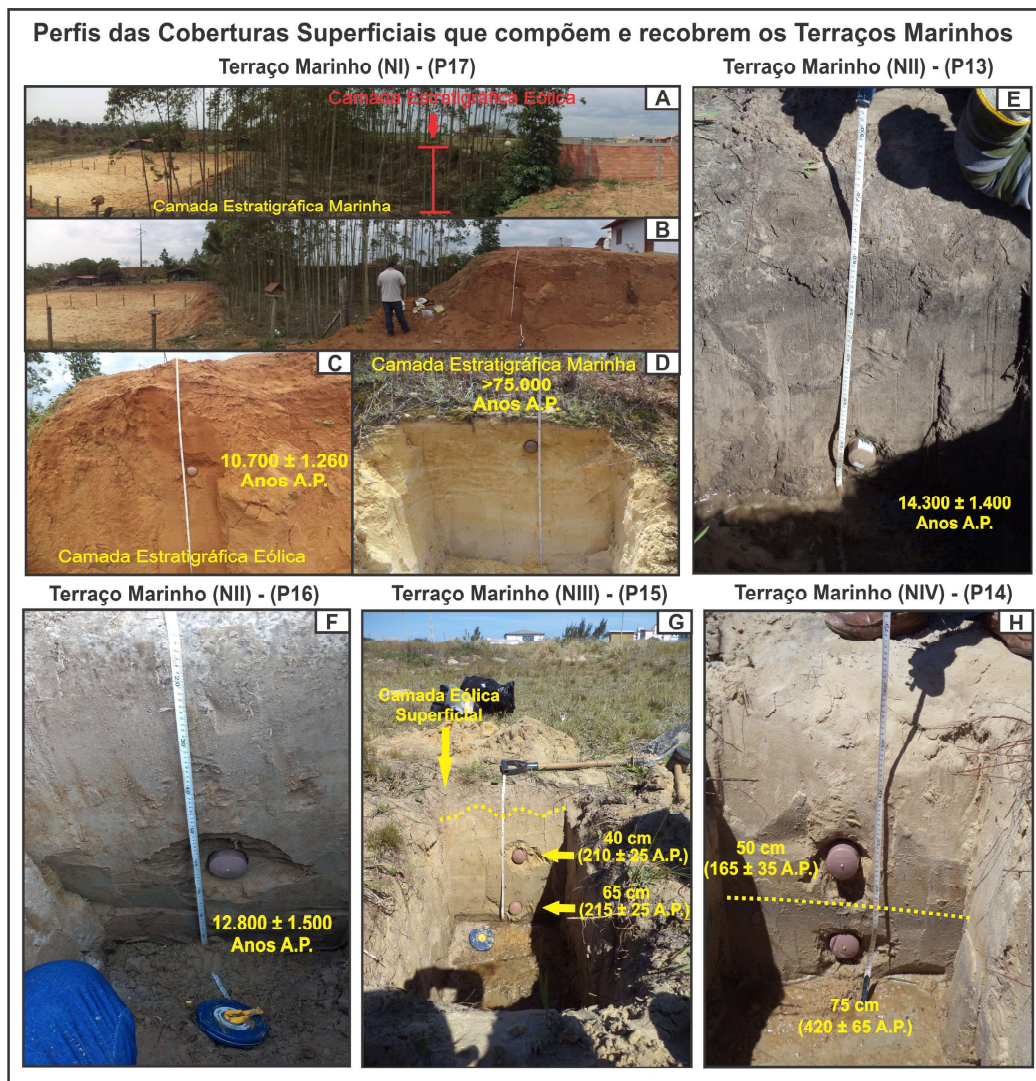 Perfis das Coberturas Superficiais que compõem e recobrem os Terraços Marinhos
Terraço Marinho (NI) - (P17)
Terraço Marinho (NII) - (P13)
Camada Estratigráfica Eólica
A
Camada Estratigráfica Marinha
B
C
10.700 ± 1.260
Anos A.P.
Camada Estratigráfica Eólica
Camada Estratigráfica Marinha
D
>75.000
Anos A.P.
E
14.300 ± 1.400
Anos A.P.
Terraço Marinho (NII) - (P16)
Terraço Marinho (NIII) - (P15)
Terraço Marinho (NIV) - (P14)
F
12.800 ± 1.500
Anos A.P.
G
Camada Eólica
Superficial
40 cm
(210 ± 25 A.P.)
65 cm
(215 ± 25 A.P.)
H
50 cm
(165 ± 35 A.P.)
75 cm
(420 ± 65 A.P.)